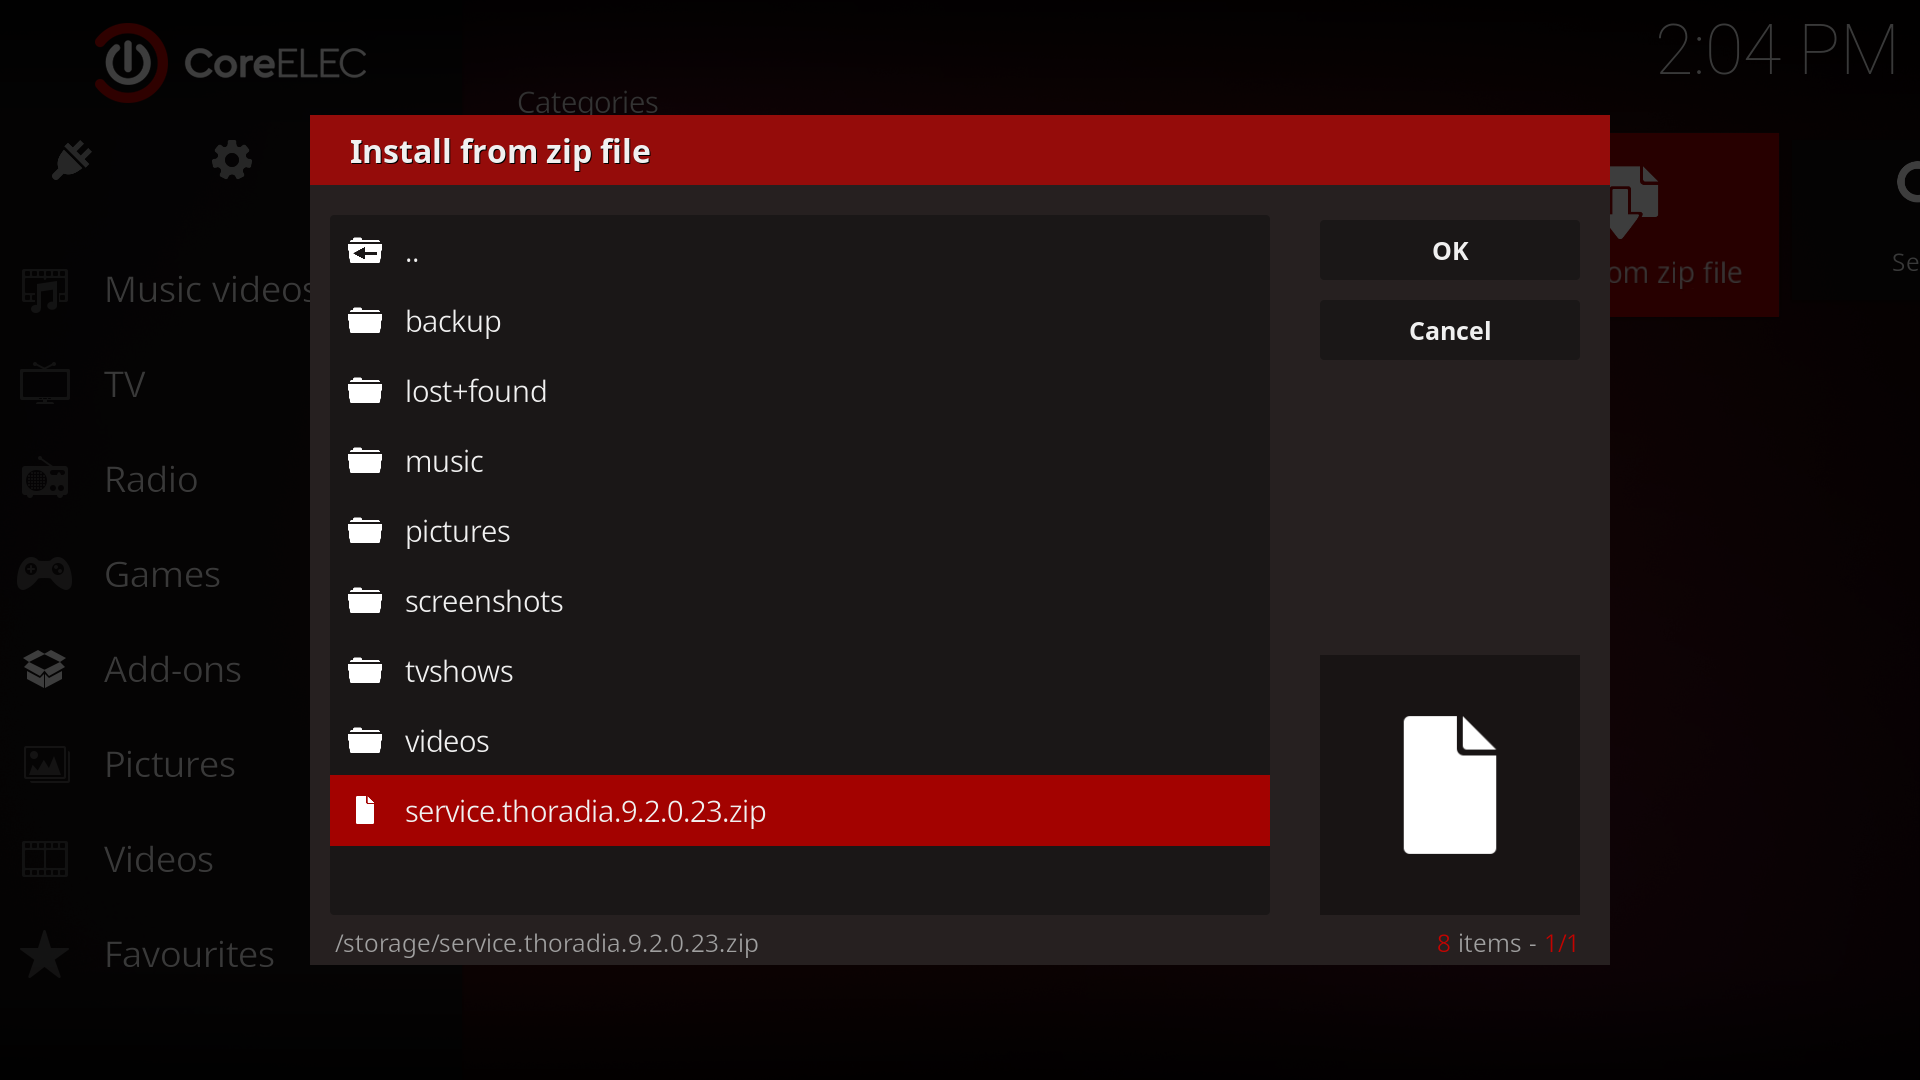 CoreELEC
2:04 PM
Categories
Install from zip file
..
backup
lost+found
music
pictures
screenshots
tvshows
videos
service.thoradia.9.2.0.23.zip
/storage/service.thoradia.9.2.0.23.zip
8 items - 1/1
OK
Cancel
Music videos
TV
Radio
Games
Add-ons
Pictures
Videos
Favourites
om zip file
Se